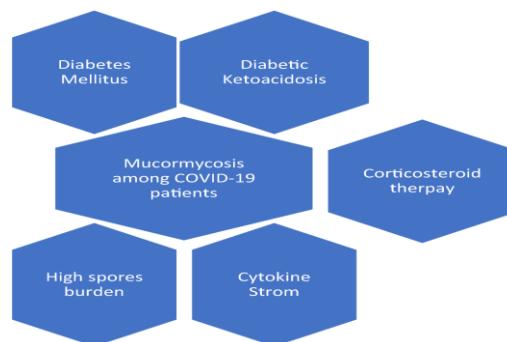 Diabetes
Mellitus
Diabetic
Ketoacidosis
Mucormycosis
among COVID-19
patients
Corticosteroid
therpay
High spores
burden
Cytokine
Strom